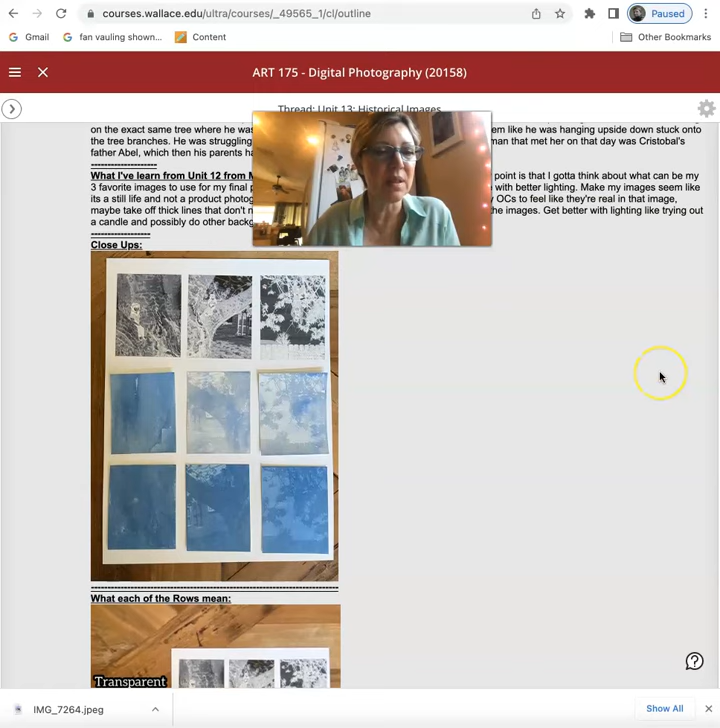 courses.wallace.edu/ultra/courses/_49565_1/cl/outline
Paused
Gmail
fan vauling shown...
Content
Other Bookmarks
ART 175 - Digital Photography (20158)
Thread: Unit 13: Historical Images
on the exact same tree where he was em like he was hanging upside down stuck onto
the tree branches. He was struggling man that met her on that day was Cristobal's
father Abel, which then his parents ha
What I've learn from Unit 12 from M point is that I gotta think about what can be my
3 favorite images to use for my final p with better lighting. Make my images seem like
its a still life and not a product photog OCs to feel like they're real in that image,
maybe take off thick lines that don't n he images. Get better with lighting like trying out
a candle and possibly do other backg
Close Ups:
What each of the Rows mean:
Transparent
IMG_7264.jpeg
Show All